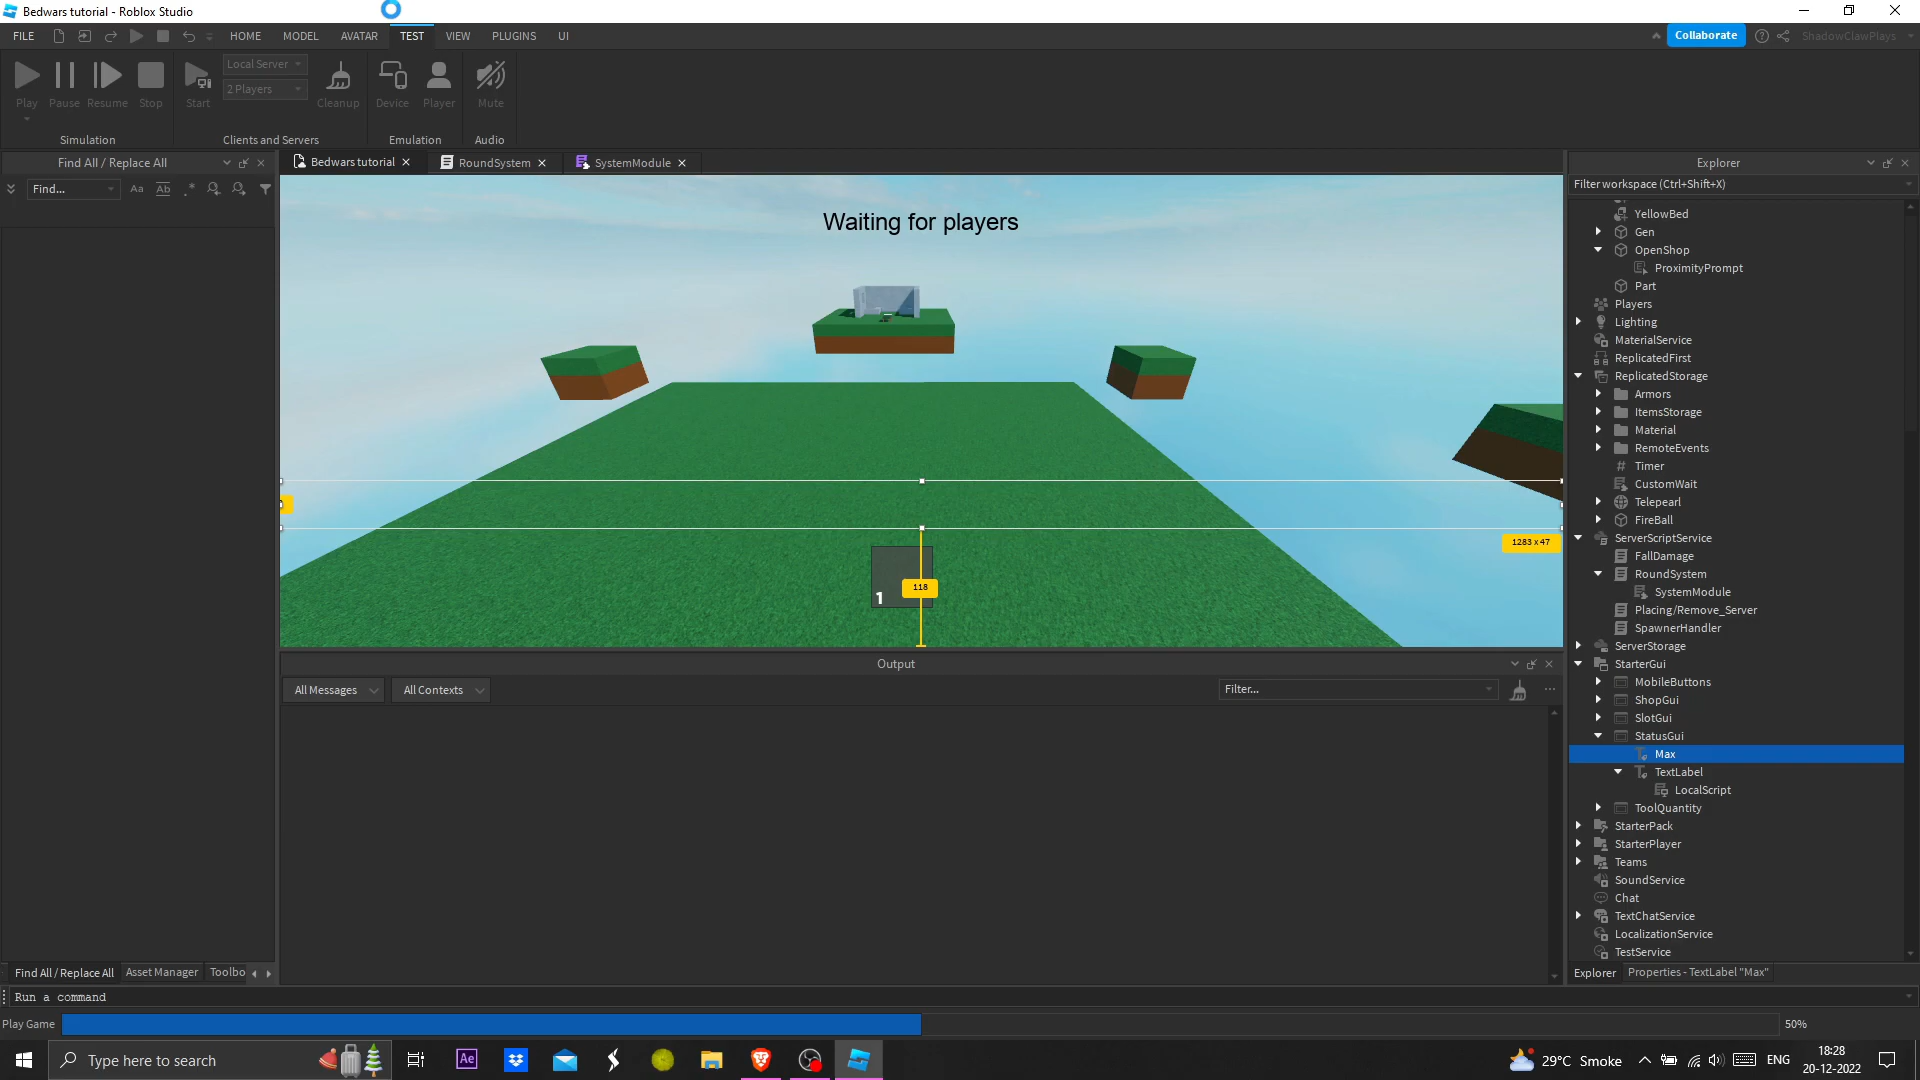 Bedwars tutorial - Roblox Studio
FILE HOME MODEL AVATAR TEST VIEW PLUGINS UI
Collaborate
ShadowClawPlays
Play Pause Resume Stop
Simulation
Start
Local Server
2 Players
Cleanup
Clients and Servers
Device Player
Emulation
Mute
Audio
Find All / Replace All
Find...
Aa Ab .*
Bedwars tutorial
RoundSystem
SystemModule
Waiting for players
1283 x 47
118
1
Output
All Messages
All Contexts
Filter...
Explorer
Filter workspace (Ctrl+Shift+X)
YellowBed
Gen
OpenShop
ProximityPrompt
Part
Players
Lighting
MaterialService
ReplicatedFirst
ReplicatedStorage
Armors
ItemsStorage
Material
RemoteEvents
Timer
CustomWait
Telepearl
FireBall
ServerScriptService
FallDamage
RoundSystem
SystemModule
Placing/Remove_Server
SpawnerHandler
ServerStorage
StarterGui
MobileButtons
ShopGui
SlotGui
StatusGui
Max
TextLabel
LocalScript
ToolQuantity
StarterPack
StarterPlayer
Teams
SoundService
Chat
TextChatService
LocalizationService
TestService
Find All / Replace All Asset Manager Toolbo
Explorer Properties - TextLabel "Max"
Run a command
Play Game
50%
Type here to search
Ae
29°C Smoke
ENG
18:28
20-12-2022